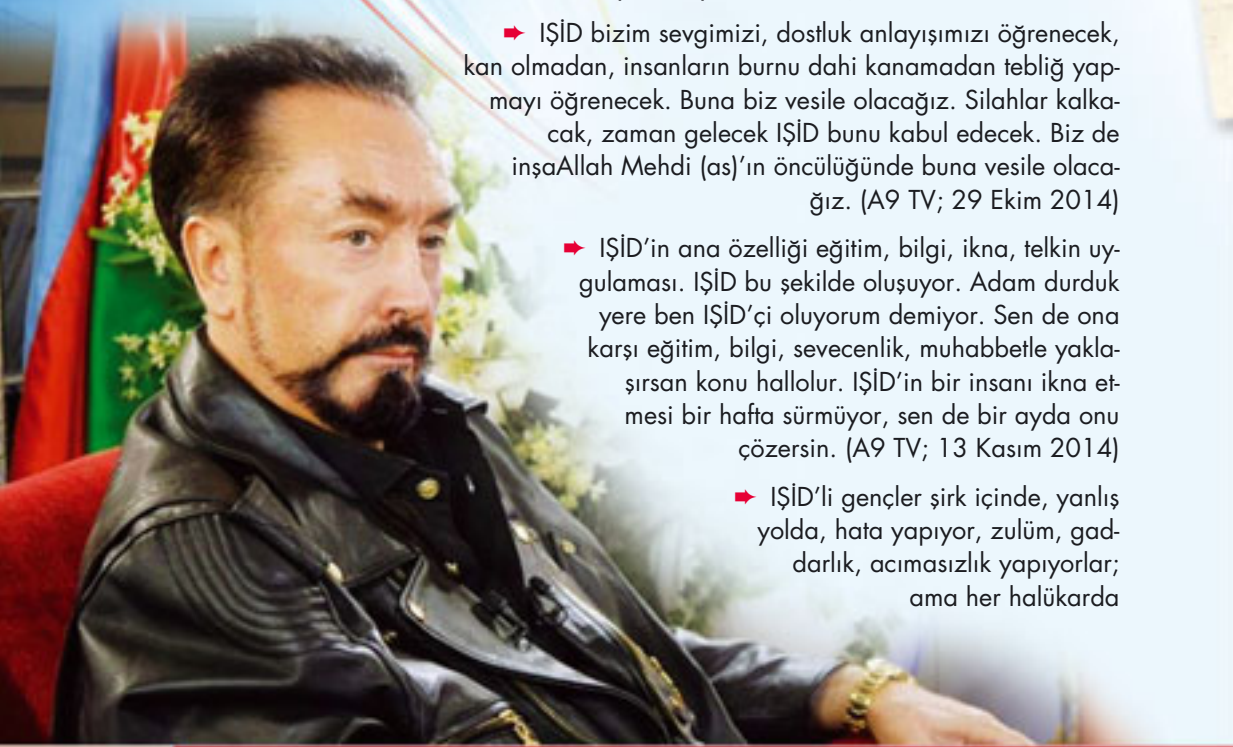 ➨ IŞİD bizim sevgimizi, dostluk anlayışımızı öğrenecek,
kan olmadan, insanların burnu dahi kanamadan tebliğ yap-
mayı öğrenecek. Buna biz vesile olacağız. Silahlar kalka-
cak, zaman gelecek IŞİD bunu kabul edecek. Biz de
inşaAllah Mehdi (as)'ın öncülüğünde buna vesile olaca-
ğız. (A9 TV; 29 Ekim 2014)
➨ IŞİD'in ana özelliği eğitim, bilgi, ikna, telkin uy-
gulaması. IŞİD bu şekilde oluşuyor. Adam durduk
yere ben IŞİD'çi oluyorum demiyor. Sen de ona
karşı eğitim, bilgi, sevecenlik, muhabbetle yakla-
şırsan konu hallolur. IŞİD'in bir insanı ikna et-
mesi bir hafta sürmüyor, sen de bir ayda onu
çözersin. (A9 TV; 13 Kasım 2014)
➨ IŞİD'li gençler şirk içinde, yanlış
yolda, hata yapıyor, zulüm, gad-
darlık, acımasızlık yapıyorlar;
ama her halükarda